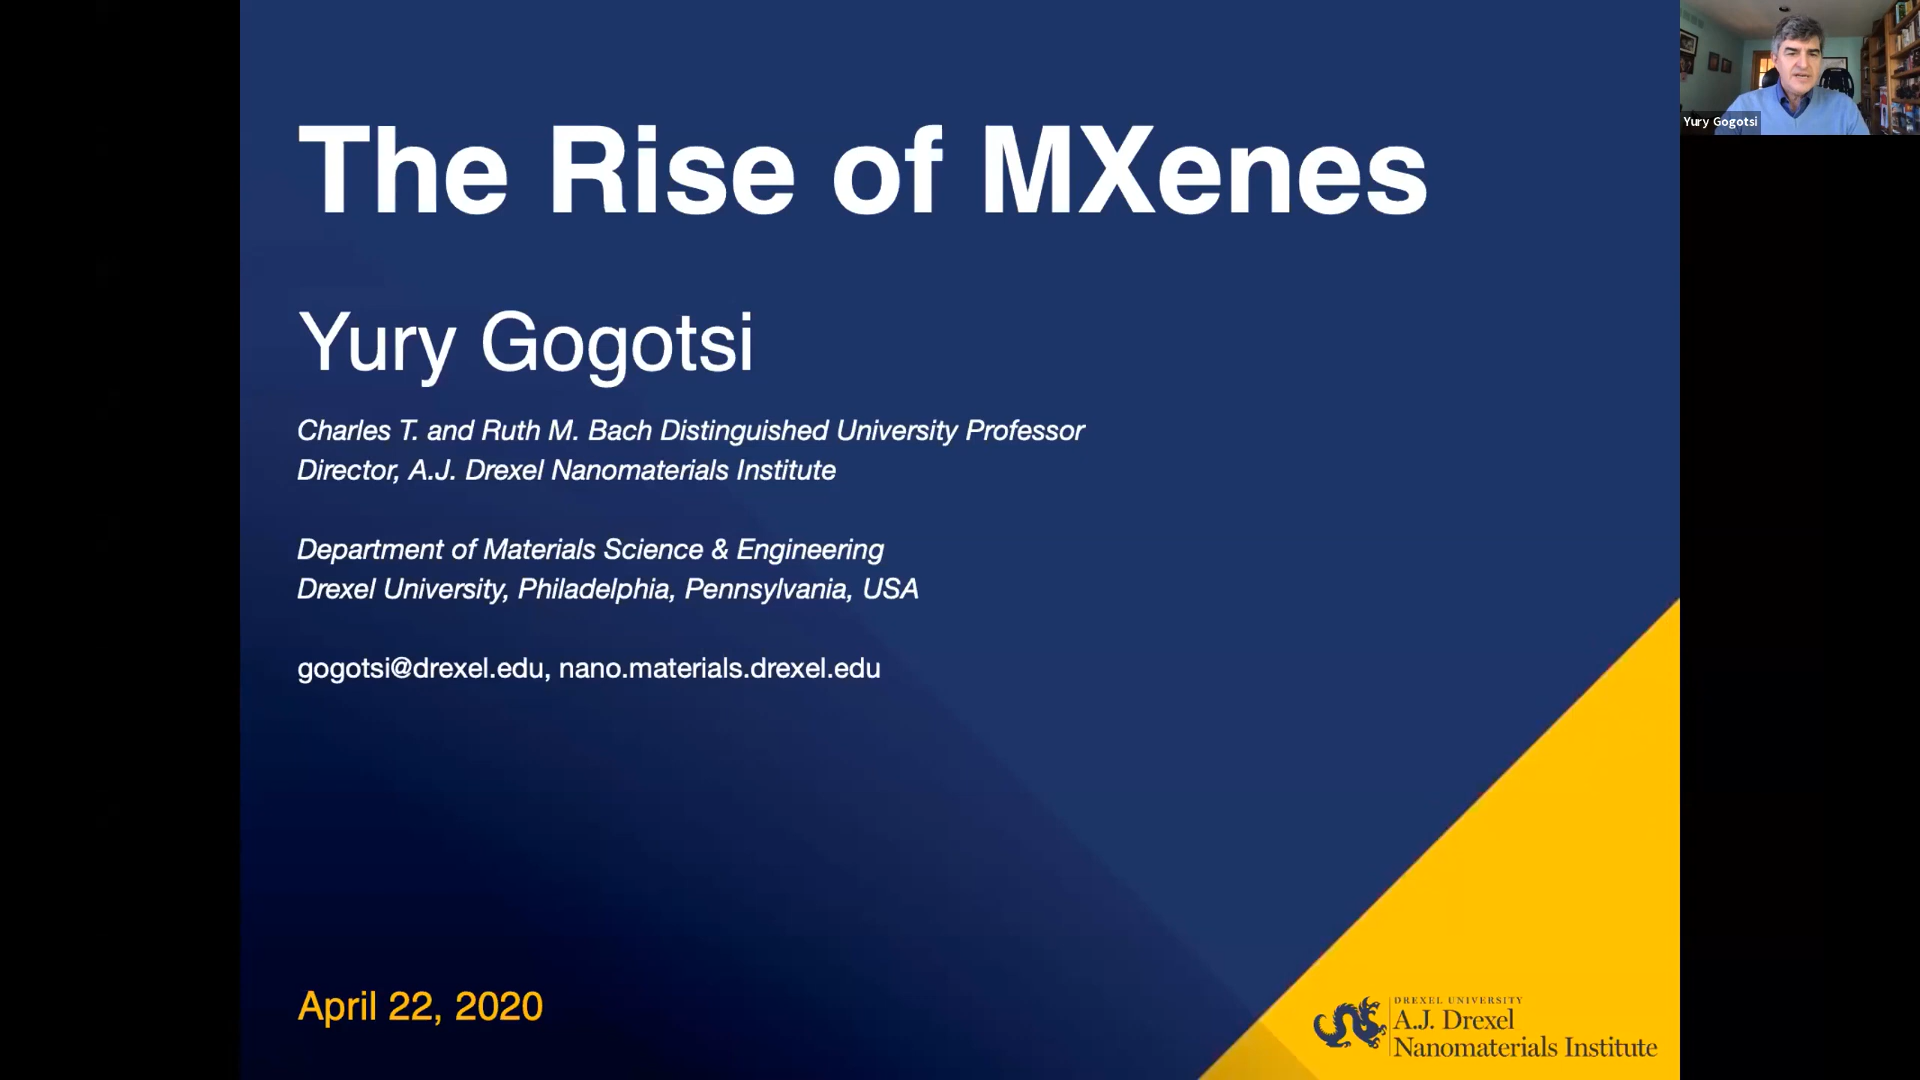 The Rise of MXenes
Yury Gogotsi
Charles T. and Ruth M. Bach Distinguished University Professor
Director, A.J. Drexel Nanomaterials Institute
Department of Materials Science & Engineering
Drexel University, Philadelphia, Pennsylvania, USA
gogotsi@drexel.edu, nano.materials.drexel.edu
April 22, 2020
DREXEL UNIVERSITY
A.J. Drexel
Nanomaterials Institute
Yury Gogotsi